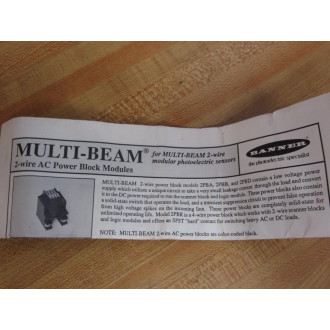 MULTI-BEAM® for MULTI-BEAM 2-wire
modular photoelectric sensors
2-wire AC Power Block Modules
BANNER
the photoelectric specialist
MULTI-BEAM 2-wire power block models 2PBA, 2PBB, and 2PBD contain a low voltage power
supply which utilizes a unique circuit to take a very small leakage current through the load and convert
it to the DC power required to run the scanner block and logic module. These power blocks also contain
a solid-state switch that operates the load, and a transient suppression circuit to prevent false operation
from high voltage spikes on the incoming line. These power blocks are completely solid-state for
unlimited operating life. Model 2PBR is a 4-wire power block which works with 2-wire scanner blocks
and logic modules and offers an SPST "hard" contact for switching heavy AC or DC loads.
NOTE: MULTI-BEAM 2-wire AC power blocks are color-coded black.